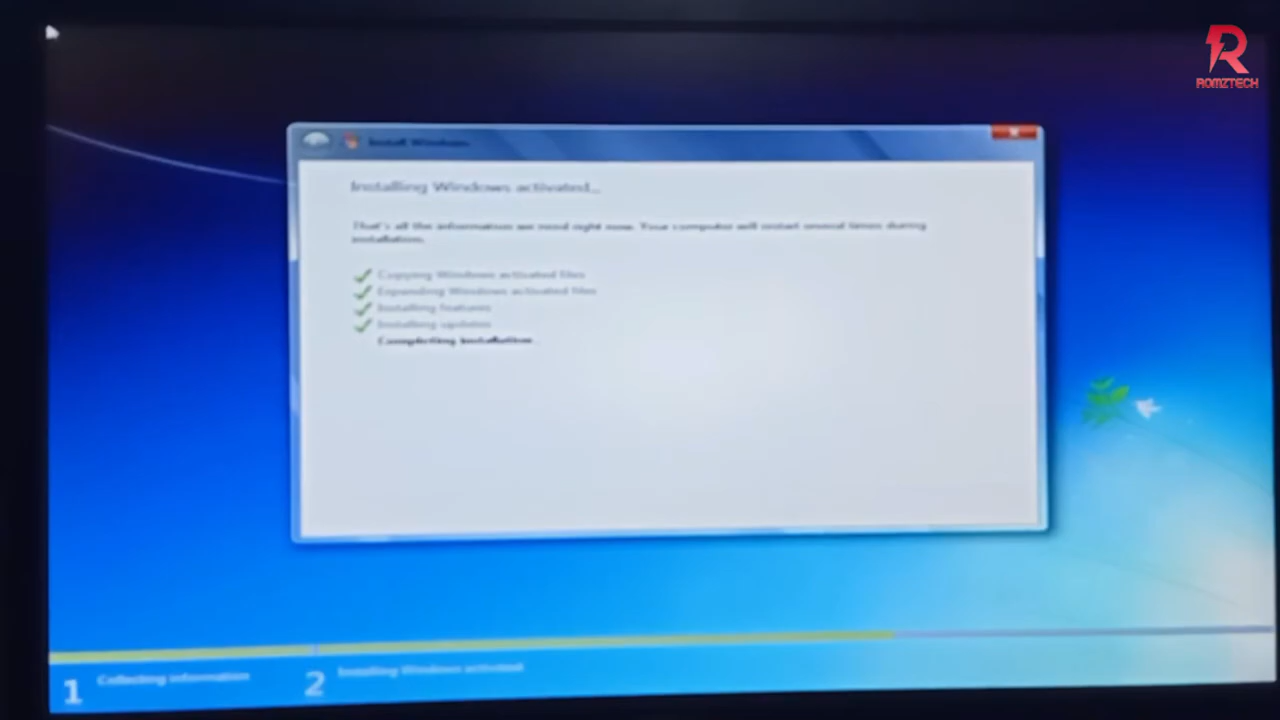 ROMZTECH
Install Windows
Installing Windows activated...
That's all the information we need right now. Your computer will restart several times during
installation.
Copying Windows activated files
Expanding Windows activated files
Installing features
Installing updates
Completing installation...
1 Collecting information
2 Installing Windows activated